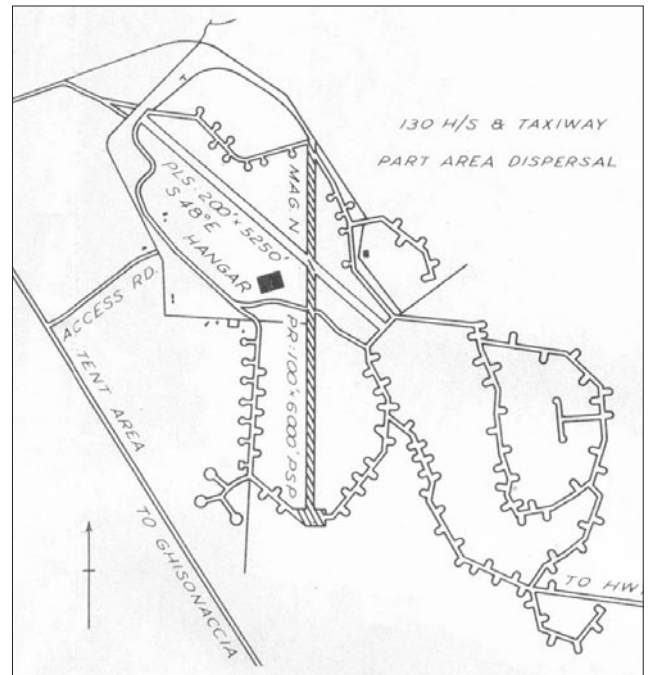 130 H/S & TAXIWAY
PART AREA DISPERSAL
PLS: 200' x 5250'
S 48° E
MAG. N
HANGAR
ACCESS RD.
TENT AREA
PR: 100' x 6000' PSP
TO GHISONACCIA
TO HWY